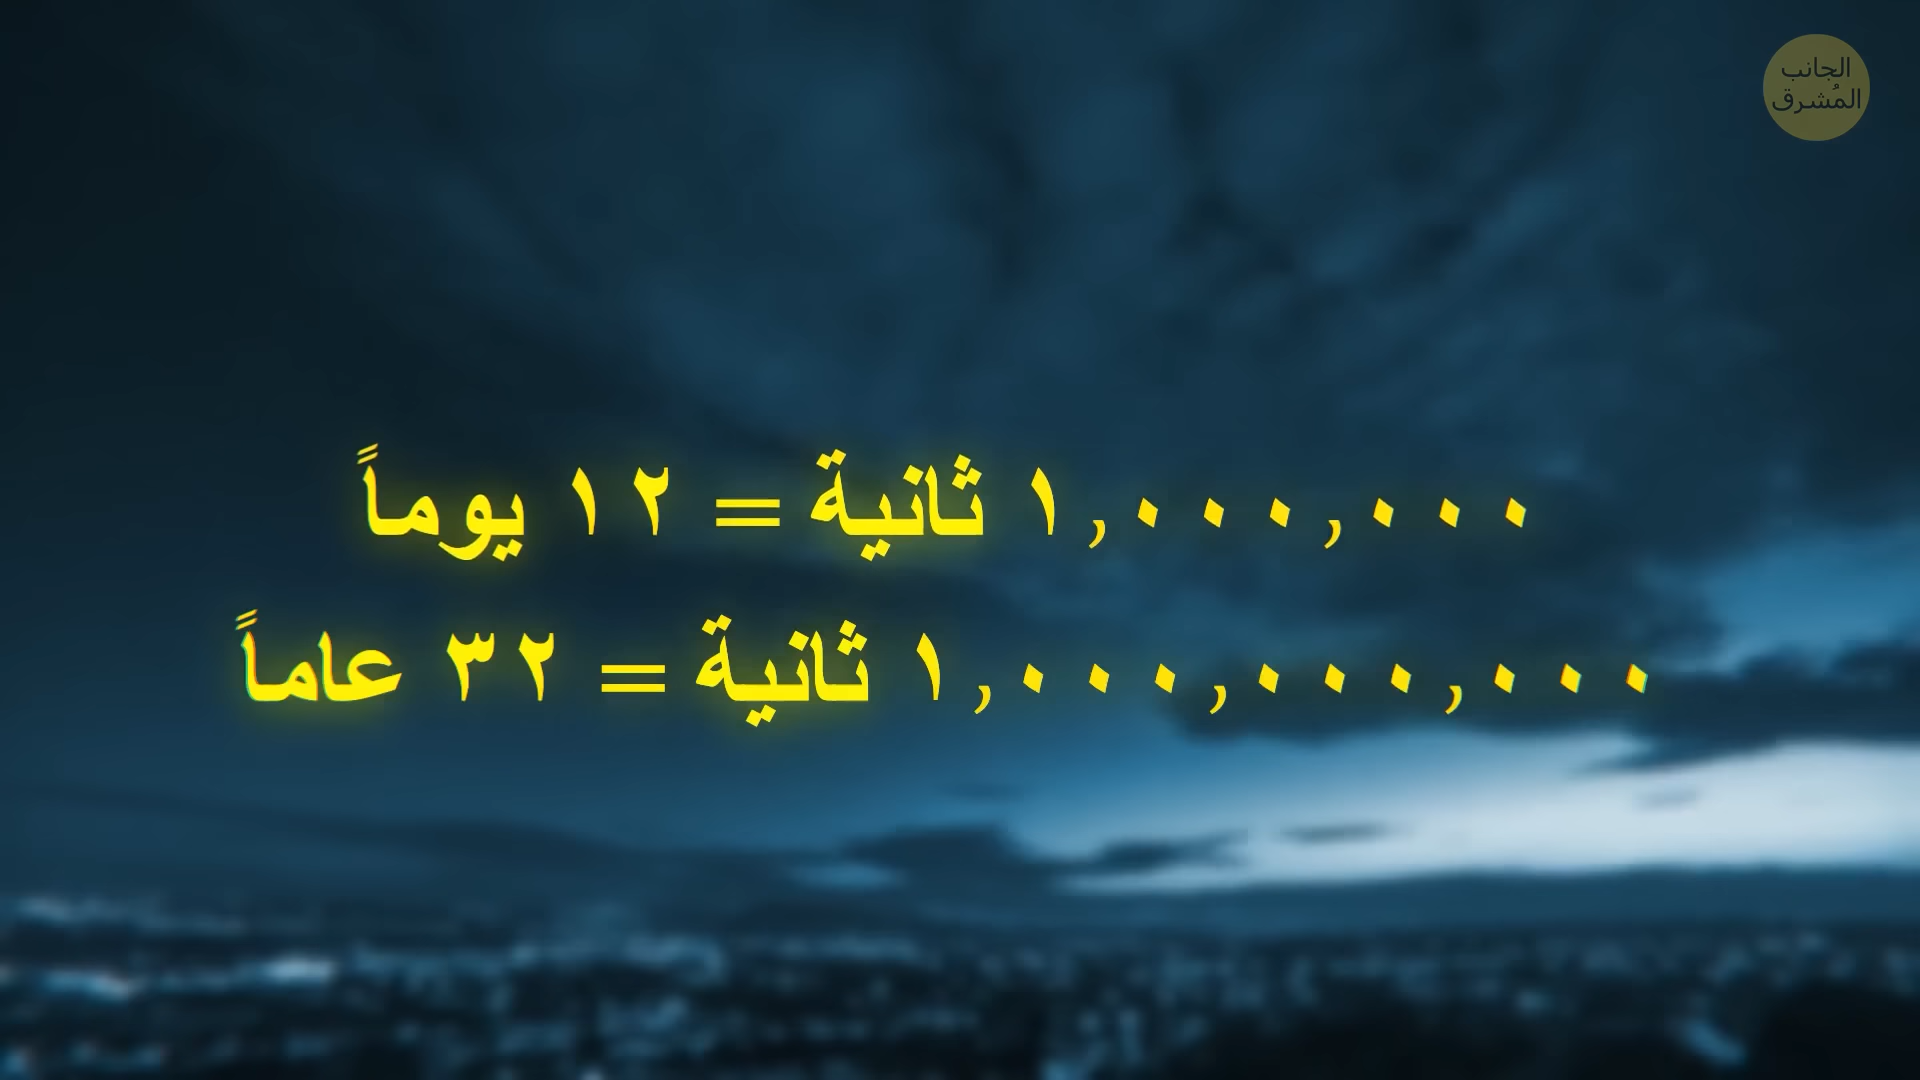 الجانب
المُشرق
١,٠٠٠,٠٠٠ ثانية = ١٢ يوماً
١,٠٠٠,٠٠٠,٠٠٠ ثانية = ٣٢ عاماً